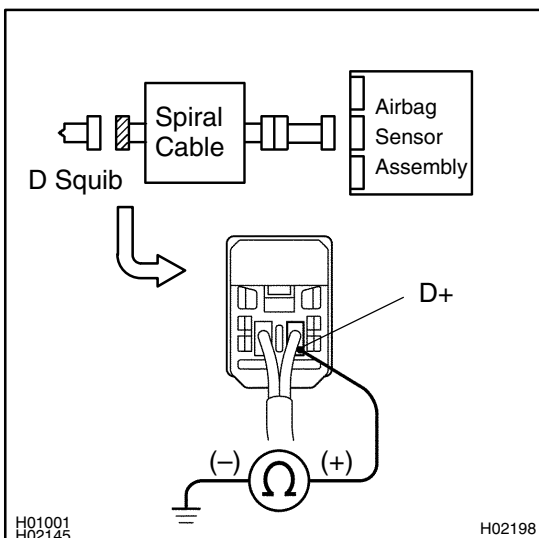 Spiral
Cable
Airbag
Sensor
Assembly
D Squib
D+
(−)
Ω
(+)
H01001
H02145
H02198